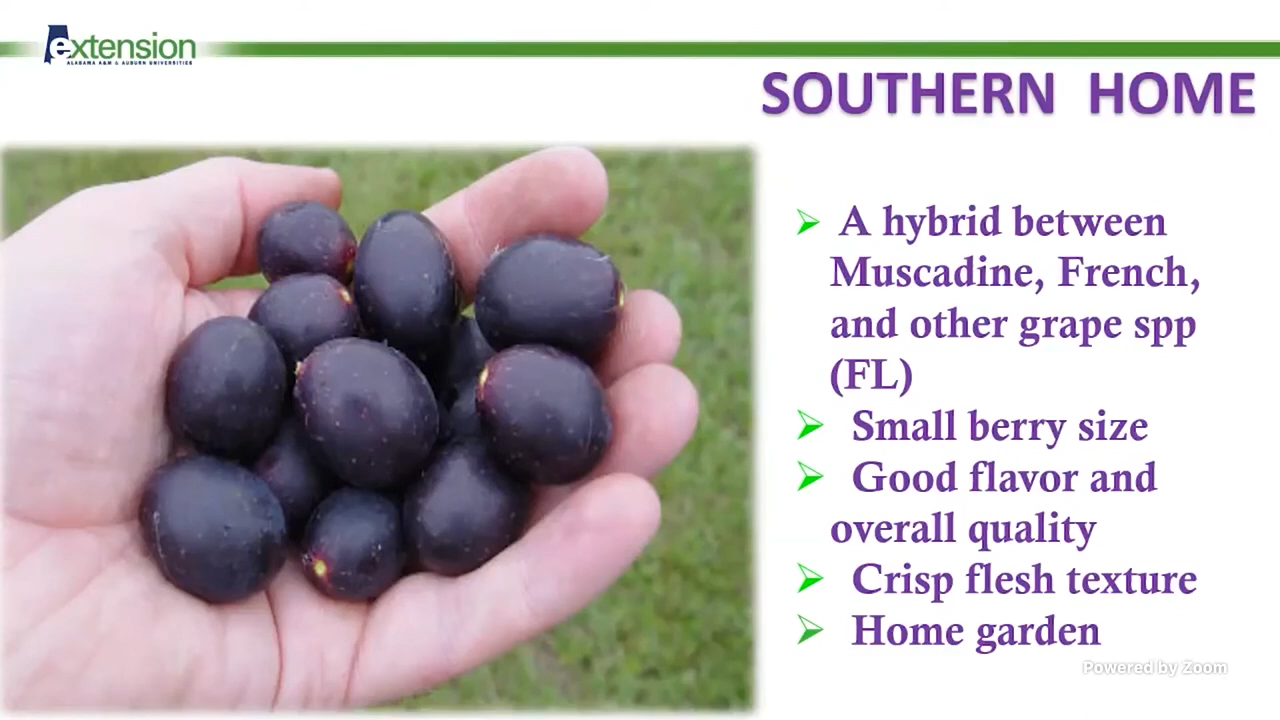 extension
ALABAMA A&M & AUBURN UNIVERSITIES
SOUTHERN HOME
➢ A hybrid between
Muscadine, French,
and other grape spp
(FL)
➢ Small berry size
➢ Good flavor and
overall quality
➢ Crisp flesh texture
➢ Home garden
Powered by Zoom